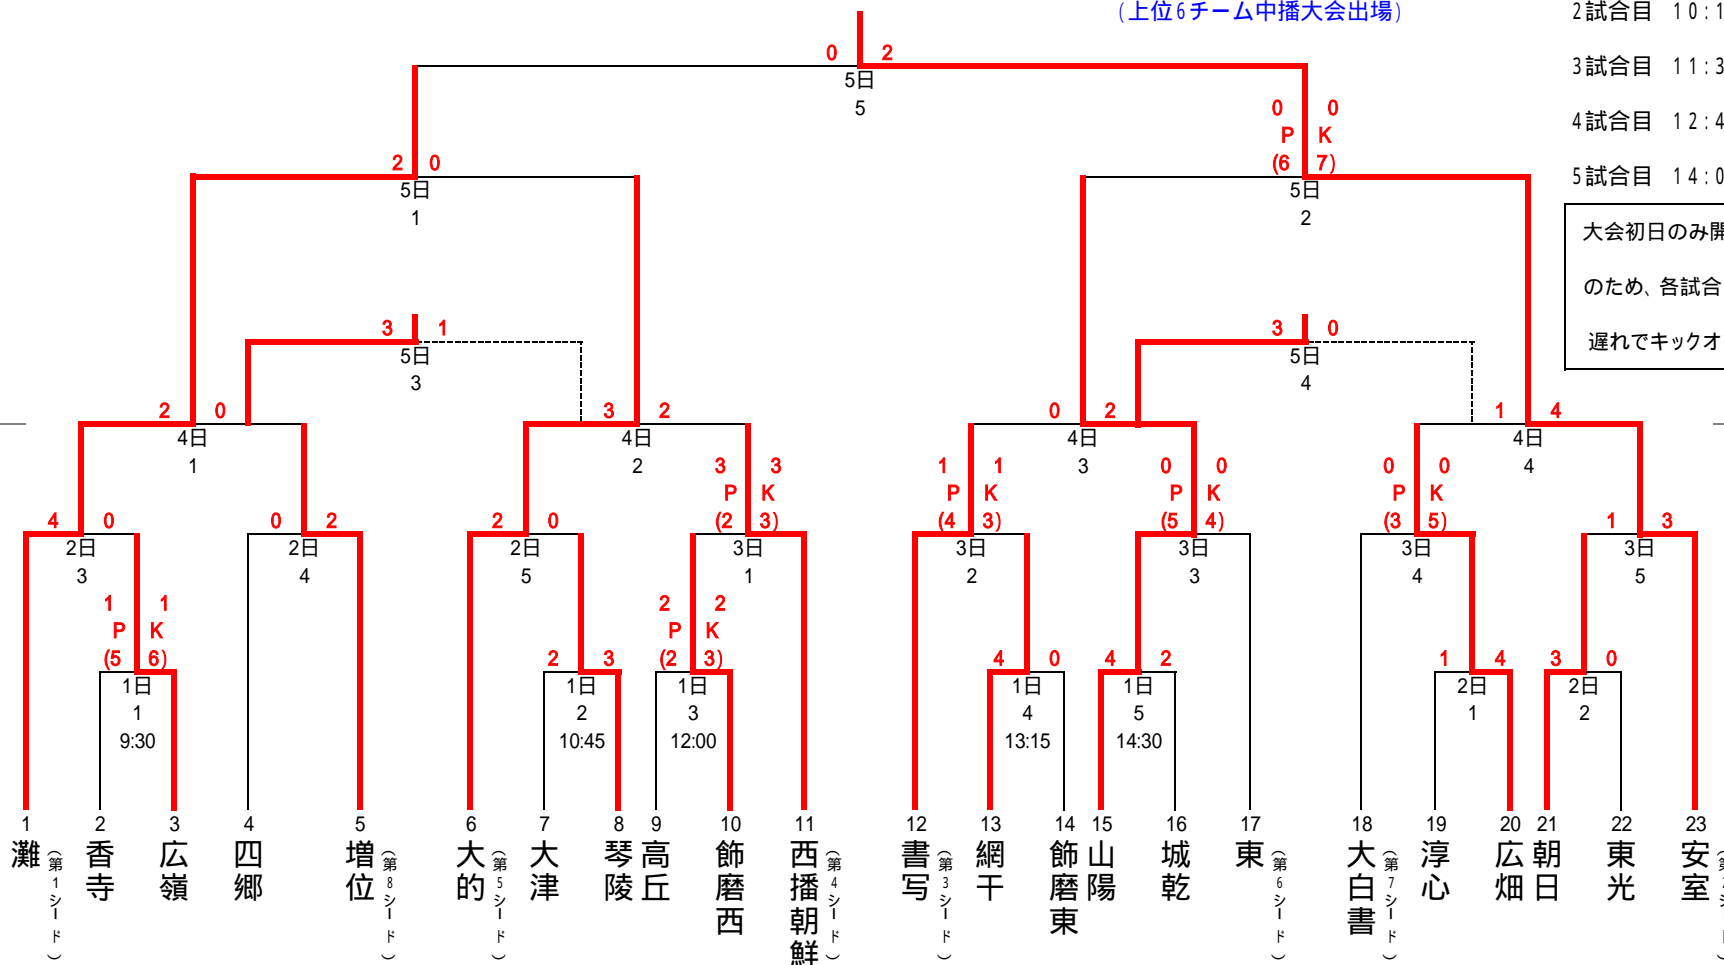 (上位6チーム中播大会出場)
2試合目 10:1
0 2
5日
5
3試合目 11:3
0 0
P K
(6 7)
4試合目 12:4
2 0
5日
1
5日
2
5試合目 14:0
大会初日のみ開
のため、各試合
遅れでキックオ
3 1
5日
3
3 0
5日
4
2 0
4日
1
3 2
4日
2
0 2
4日
3
1 4
4日
4
3 3
P K
(2 3)
1 1
P K
(4 3)
0 0
P K
(5 4)
0 0
P K
(3 5)
4 0
2日
3
0 2
2日
4
2 0
2日
5
3日
1
3日
2
3日
3
3日
4
1 3
3日
5
1 1
P K
(5 6)
1日
1
9:30
2 3
1日
2
10:45
2 2
P K
(2 3)
1日
3
12:00
4 0
1日
4
13:15
4 2
1日
5
14:30
1 4
2日
1
3 0
2日
2
1 2 3 4 5 6 7 8 9 10 11 12 13 14 15 16 17 18 19 20 21 22 23
灘
(第1シード)
香寺
広嶺
四郷
増位
(第8シード)
大的
(第5シード)
大津
琴陵
高丘
飾磨西
西播朝鮮
(第4シード)
書写
(第3シード)
網干
飾磨東
山陽
城乾
東
(第6シード)
大白書
(第7シード)
淳心
広畑
朝日
東光
安室